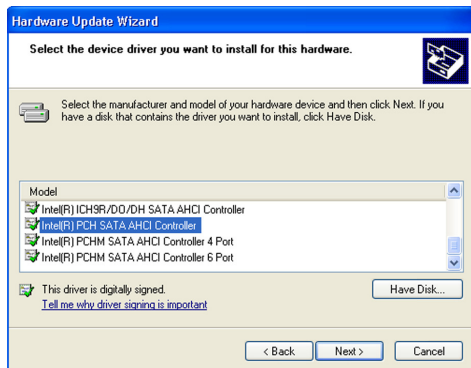 Hardware Update Wizard
Select the device driver you want to install for this hardware.
Select the manufacturer and model of your hardware device and then click Next. If you
have a disk that contains the driver you want to install, click Have Disk.
Model
Intel(R) ICH9R/DO/DH SATA AHCI Controller
Intel(R) PCH SATA AHCI Controller
Intel(R) PCHM SATA AHCI Controller 4 Port
Intel(R) PCHM SATA AHCI Controller 6 Port
This driver is digitally signed.
Have Disk...
Tell me why driver signing is important
< Back
Next >
Cancel